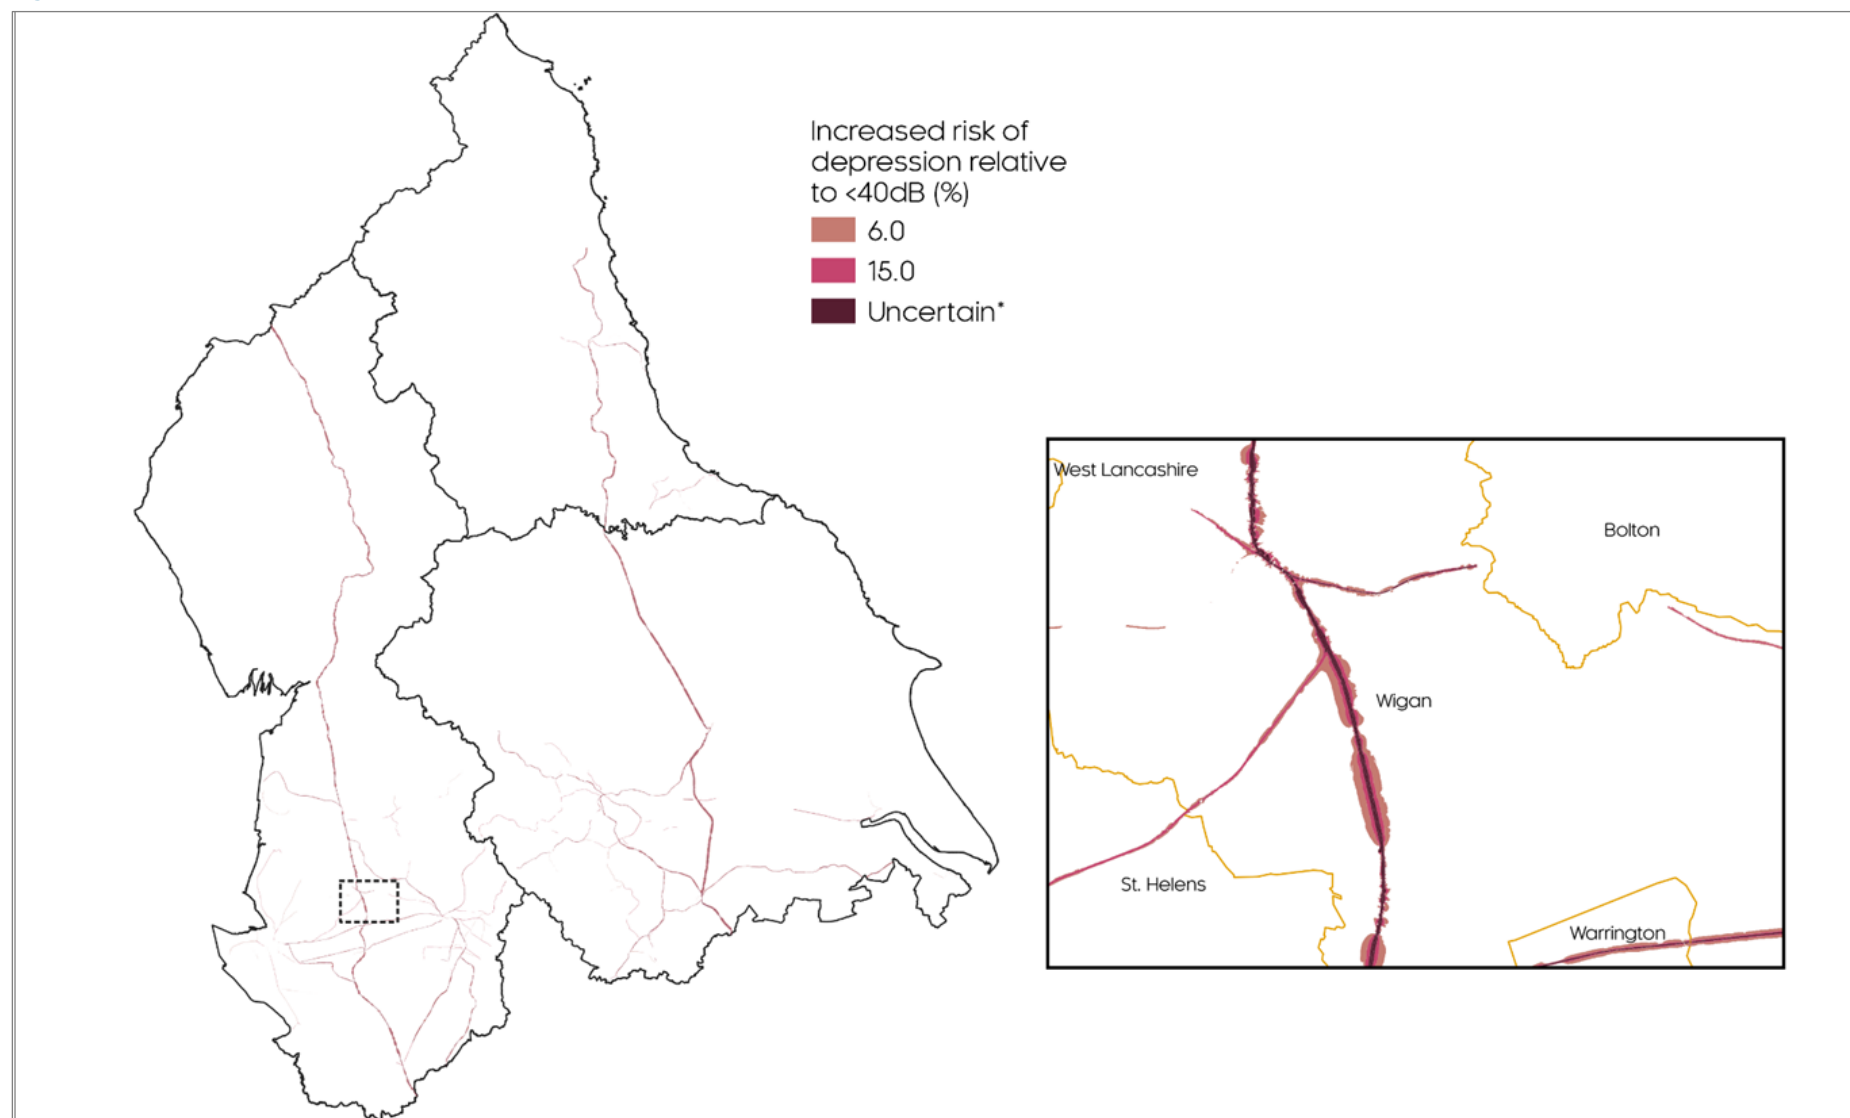 Increased risk of
depression relative
to <40dB (%)
6.0
15.0
Uncertain*
West Lancashire
Bolton
Wigan
St. Helens
Warrington